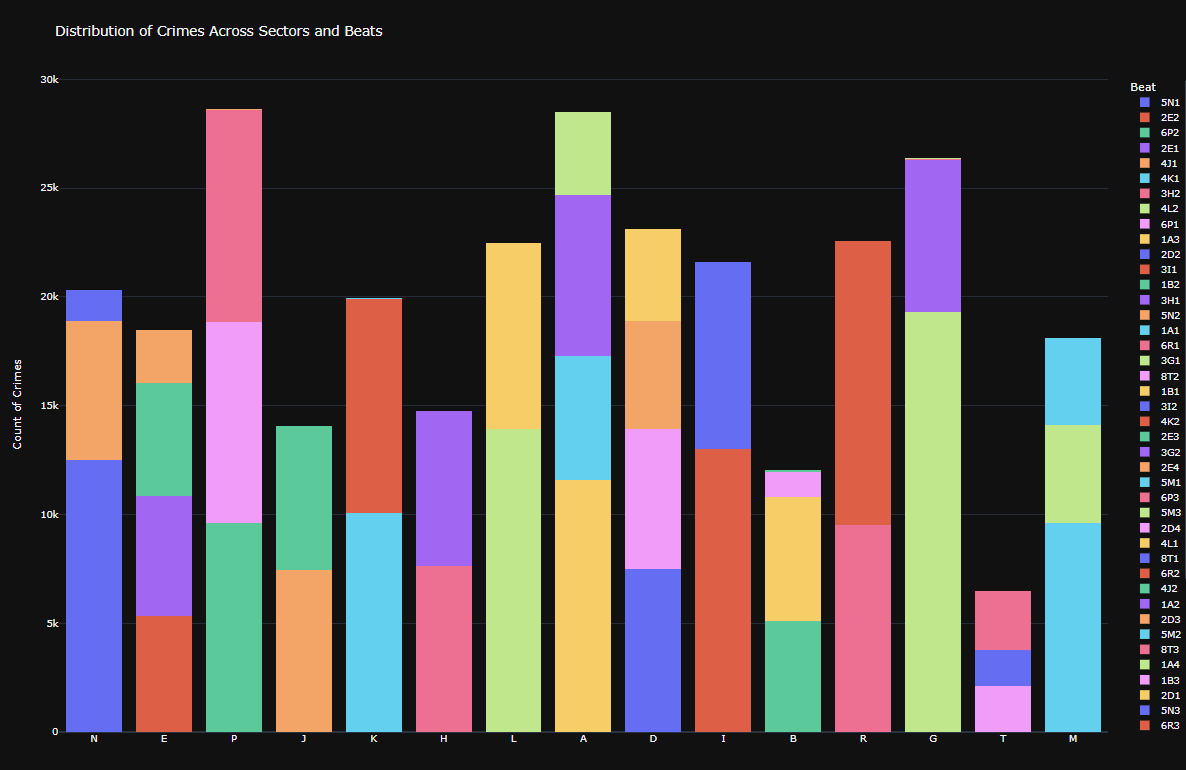 Distribution of Crimes Across Sectors and Beats
30k
25k
20k
15k
10k
5k
0
Count of Crimes
N E P J K H L A D I B R G T M
Beat
5N1
2E2
6P2
2E1
4J1
4K1
3H2
4L2
6P1
1A3
2D2
3I1
1B2
3H1
5N2
1A1
6R1
3G1
8T2
1B1
3I2
4K2
2E3
3G2
2E4
5M1
6P3
5M3
2D4
4L1
8T1
6R2
4J2
1A2
2D3
5M2
8T3
1A4
1B3
2D1
5N3
6R3